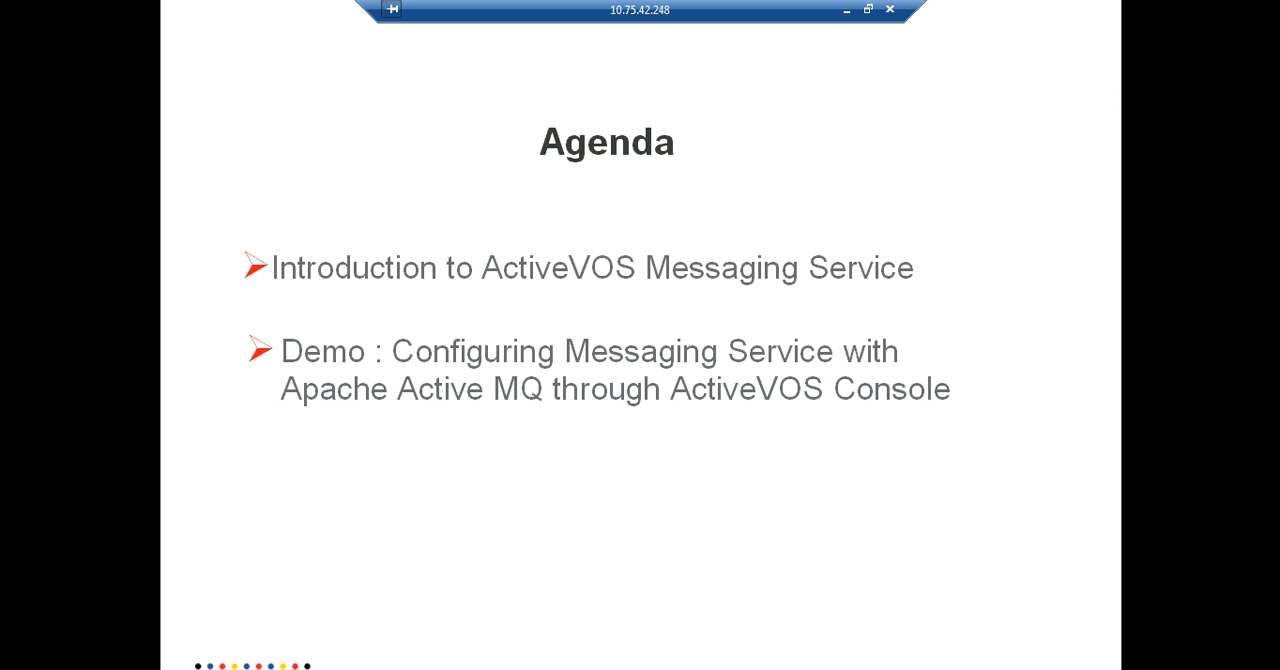 10.75.42.248
Agenda
Introduction to ActiveVOS Messaging Service
Demo : Configuring Messaging Service with
Apache Active MQ through ActiveVOS Console